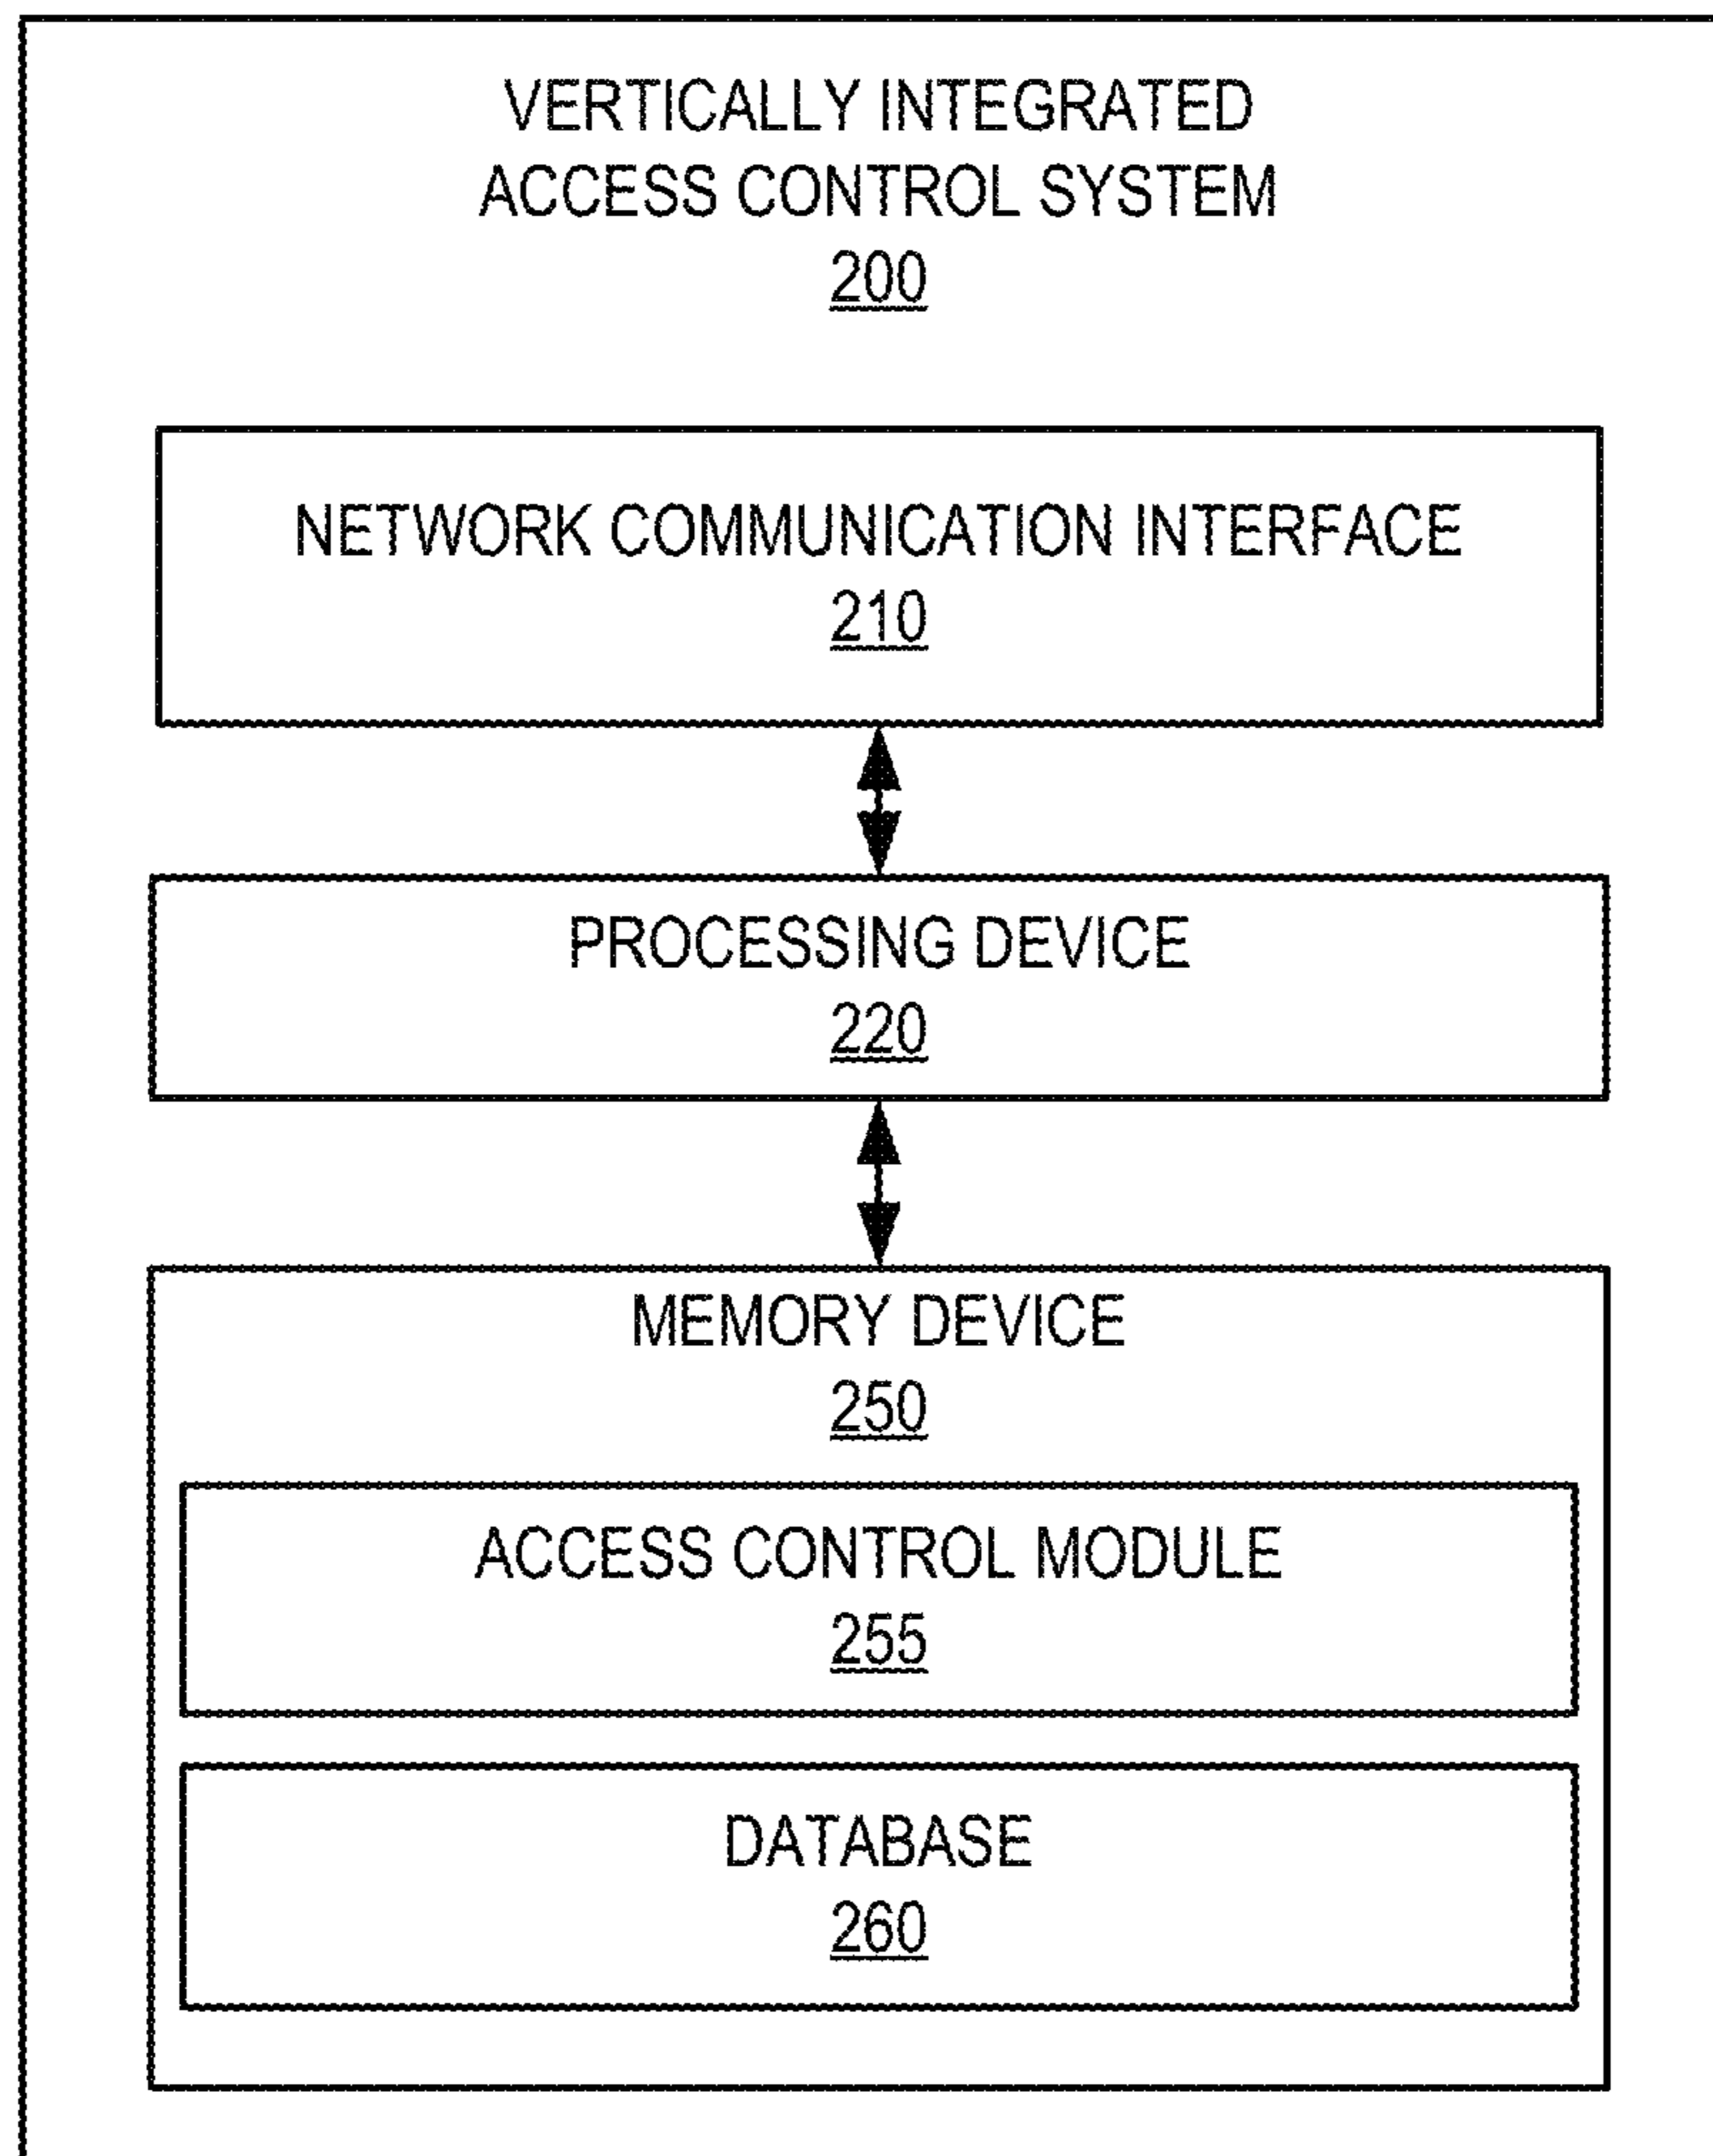 VERTICALLY INTEGRATED
ACCESS CONTROL SYSTEM
200
NETWORK COMMUNICATION INTERFACE
210
PROCESSING DEVICE
220
MEMORY DEVICE
250
ACCESS CONTROL MODULE
255
DATABASE
260